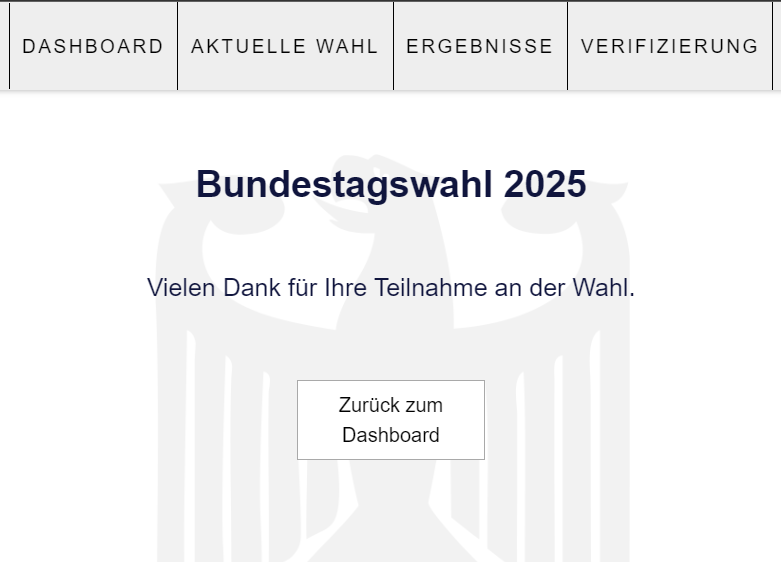 DASHBOARD AKTUELLE WAHL ERGEBNISSE VERIFIZIERUNG
Bundestagswahl 2025
Vielen Dank für Ihre Teilnahme an der Wahl.
Zurück zum
Dashboard